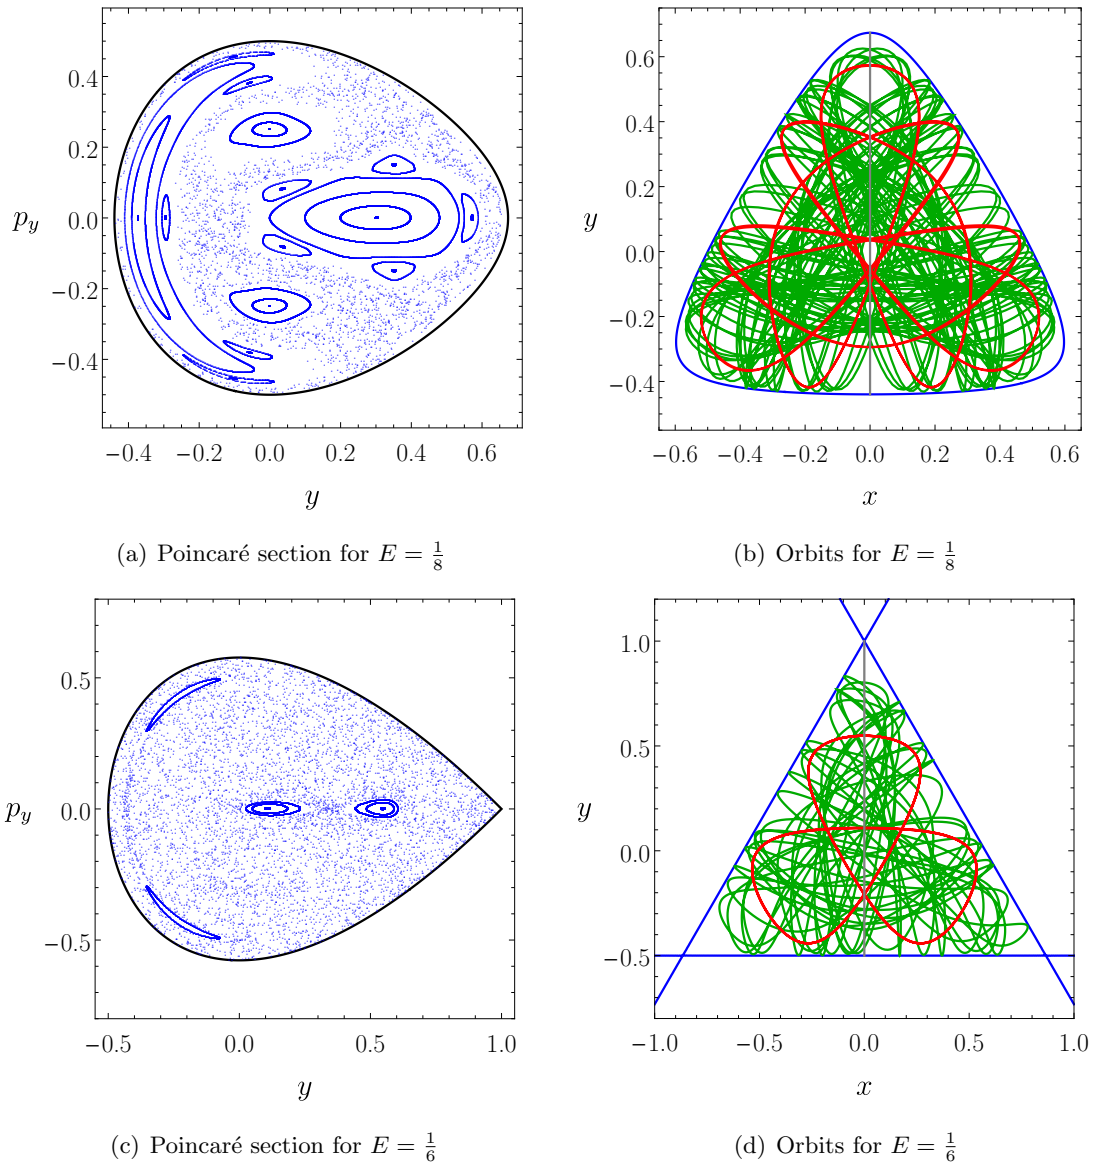 0.4
0.2
0.0
−0.2
−0.4
p_y
−0.4 −0.2 0.0 0.2 0.4 0.6
y
(a) Poincaré section for E = 1/8
0.6
0.4
0.2
0.0
−0.2
−0.4
y
−0.6 −0.4 −0.2 0.0 0.2 0.4 0.6
x
(b) Orbits for E = 1/8
0.5
0.0
−0.5
p_y
−0.5 0.0 0.5 1.0
y
(c) Poincaré section for E = 1/6
1.0
0.5
0.0
−0.5
y
−1.0 −0.5 0.0 0.5 1.0
x
(d) Orbits for E = 1/6